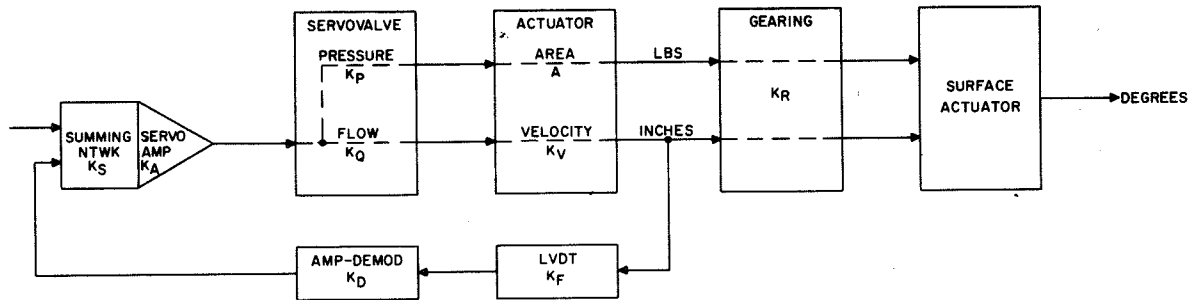 SERVOVALVE
PRESSURE
KP
FLOW
KQ
ACTUATOR
AREA
A
VELOCITY
KV
LBS
INCHES
GEARING
KR
SURFACE
ACTUATOR
DEGREES
SUMMING
NTWK
KS
SERVO
AMP
KA
AMP-DEMOD
KD
LVDT
KF